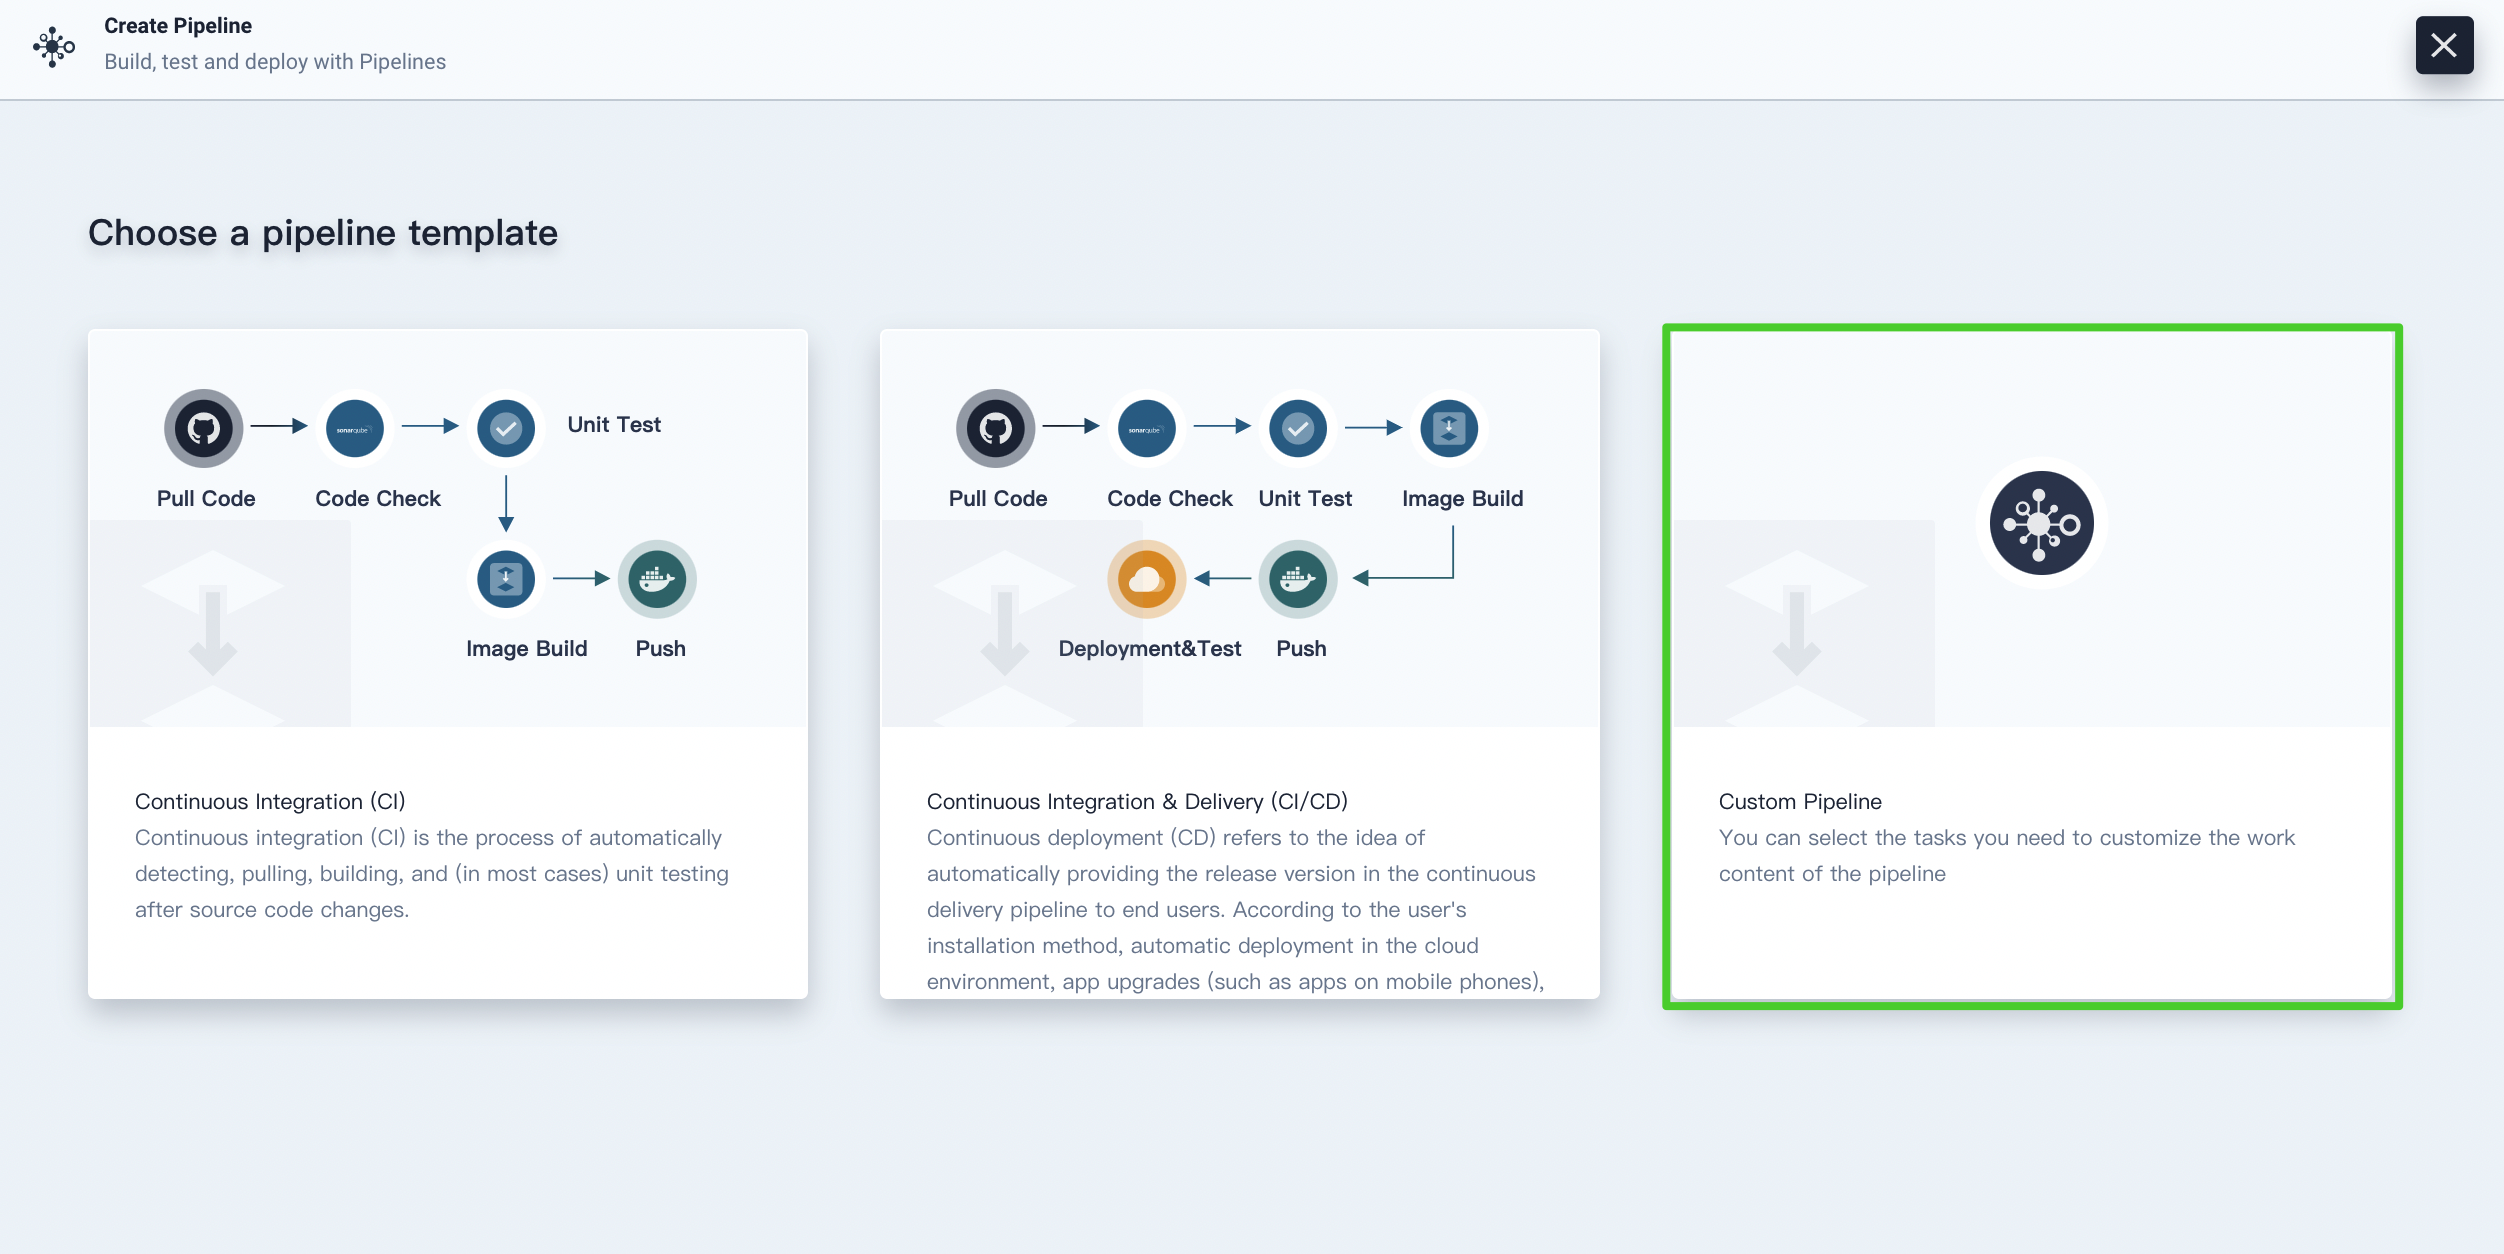 Create Pipeline
Build, test and deploy with Pipelines
Choose a pipeline template
sonarqube
Unit Test
Pull Code
Code Check
Image Build
Push
Continuous Integration (CI)
Continuous integration (CI) is the process of automatically
detecting, pulling, building, and (in most cases) unit testing
after source code changes.
sonarqube
Pull Code
Code Check
Unit Test
Image Build
Deployment&Test
Push
Continuous Integration & Delivery (CI/CD)
Continuous deployment (CD) refers to the idea of
automatically providing the release version in the continuous
delivery pipeline to end users. According to the user's
installation method, automatic deployment in the cloud
environment, app upgrades (such as apps on mobile phones),
Custom Pipeline
You can select the tasks you need to customize the work
content of the pipeline